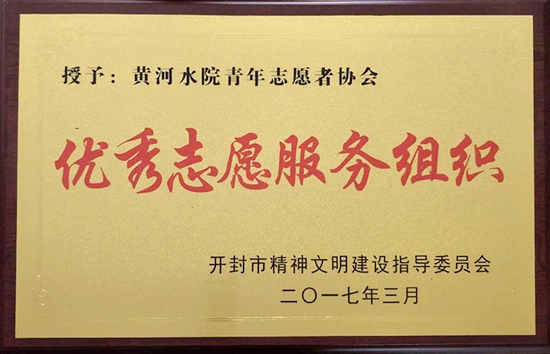 授予：黄河水院青年志愿者协会
优秀志愿服务组织
开封市精神文明建设指导委员会
二〇一七年三月